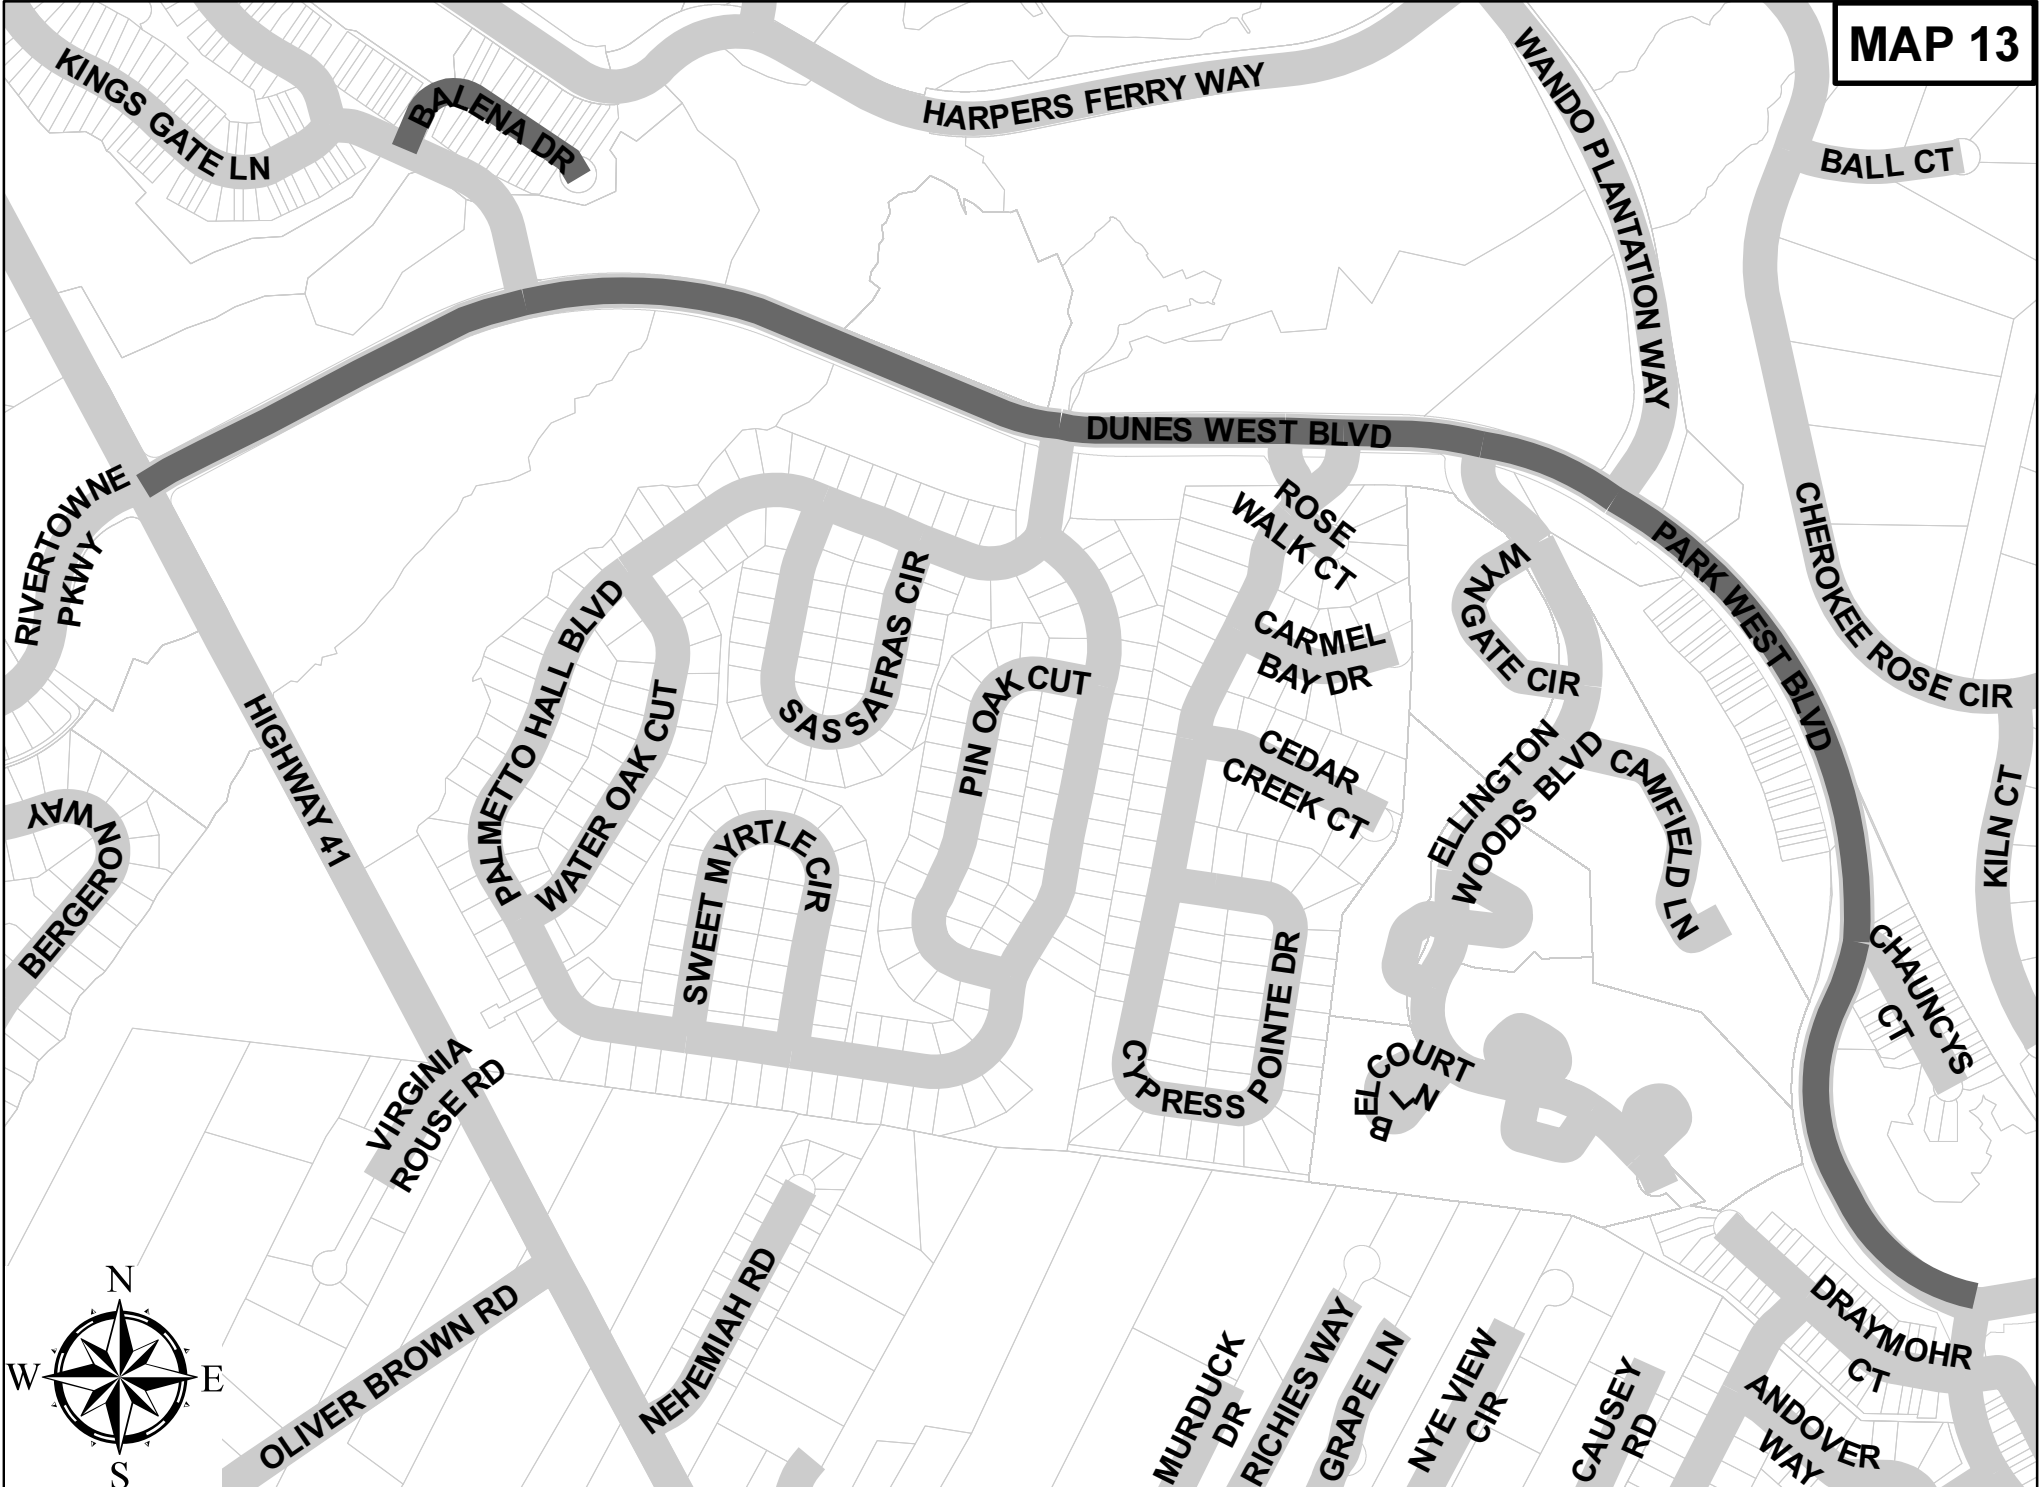 MAP 13
KINGS GATE LN
BALENA DR
HARPERS FERRY WAY
WANDO PLANTATION WAY
BALL CT
DUNES WEST BLVD
RIVERTOWNE
PKWY
ROSE
WALK CT
PARK WEST BLVD
CHEROKEE ROSE CIR
WYNGATE CIR
CARMEL
BAY DR
PALMETTO HALL BLVD
WATER OAK CUT
SASSAFRAS CIR
PIN OAK CUT
HIGHWAY 41
CEDAR
CREEK CT
ELLINGTON
WOODS BLVD
CAMFIELD LN
KILN CT
BERGERON
WAY
SWEET MYRTLE CIR
CYPRESS
POINTE DR
CHAUNCYS
CT
BELCOURT
LN
VIRGINIA
ROUSE RD
NEHEMIAH RD
OLIVER BROWN RD
N
W
E
S
MURDUCK
DR
RICHIES WAY
GRAPE LN
NYE VIEW
CIR
CAUSEY
RD
DRAYMOHR
CT
ANDOVER
WAY